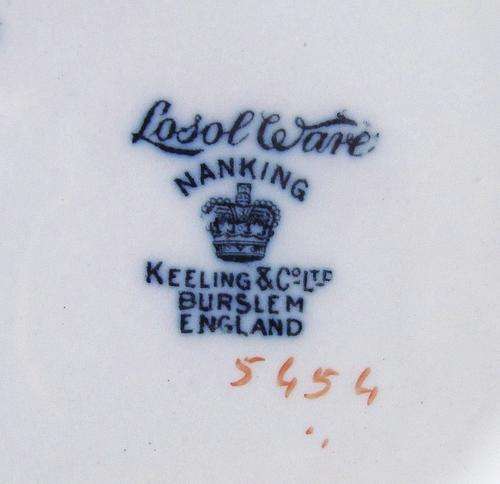 Losol Ware
NANKING
KEELING & Cº LTD
BURSLEM
ENGLAND
5454